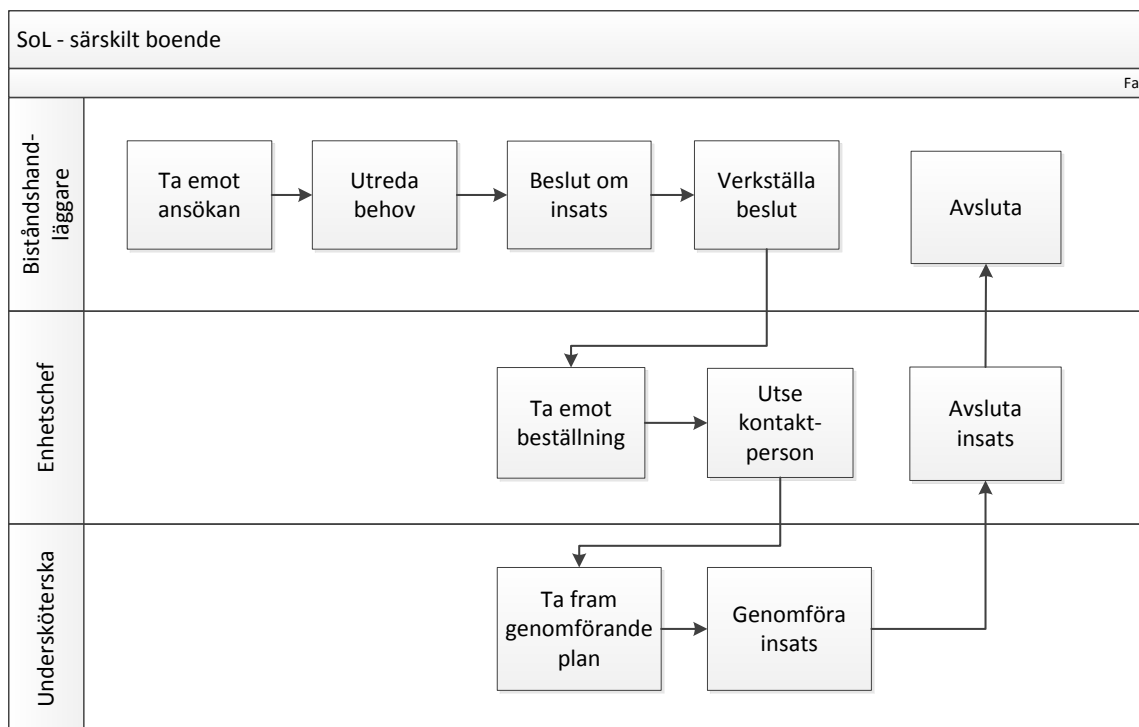 SoL - särskilt boende
Fa
Biståndshand-
läggare
Ta emot
ansökan
Utreda
behov
Beslut om
insats
Verkställa
beslut
Avsluta
Enhetschef
Ta emot
beställning
Utse
kontakt-
person
Avsluta
insats
Undersköterska
Ta fram
genomförande
plan
Genomföra
insats